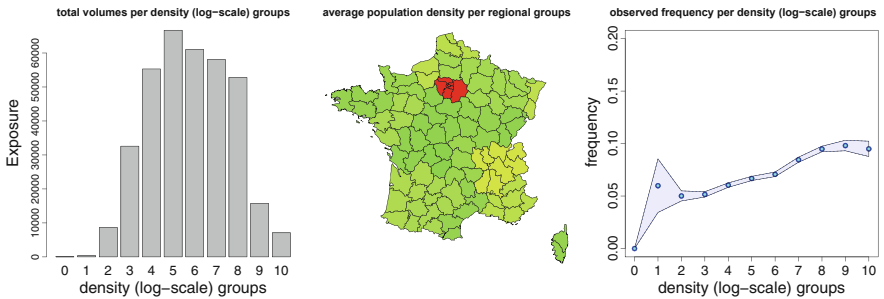 total volumes per density (log−scale) groups
Exposure
60000
50000
40000
30000
20000
10000
0
0 1 2 3 4 5 6 7 8 9 10
density (log−scale) groups
average population density per regional groups
observed frequency per density (log−scale) groups
frequency
0.20
0.15
0.10
0.05
0.00
0 1 2 3 4 5 6 7 8 9 10
density (log−scale) groups